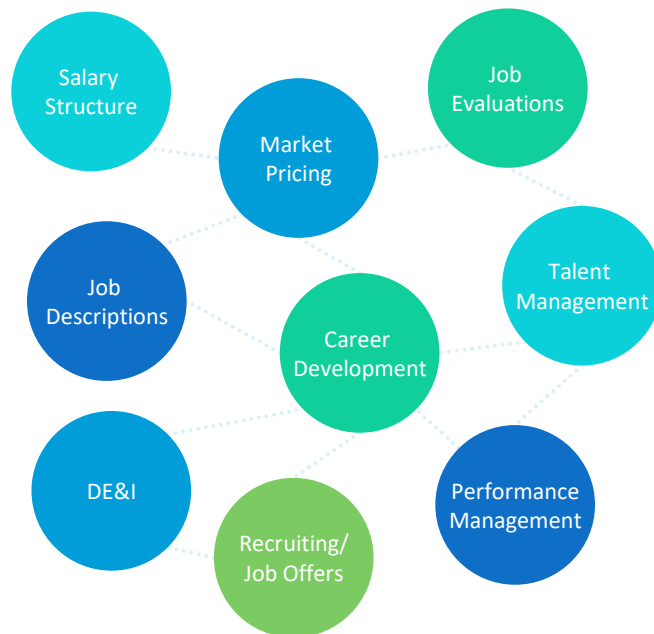 Salary
Structure
Job
Evaluations
Market
Pricing
Job
Descriptions
Talent
Management
Career
Development
DE&I
Performance
Management
Recruiting/
Job Offers